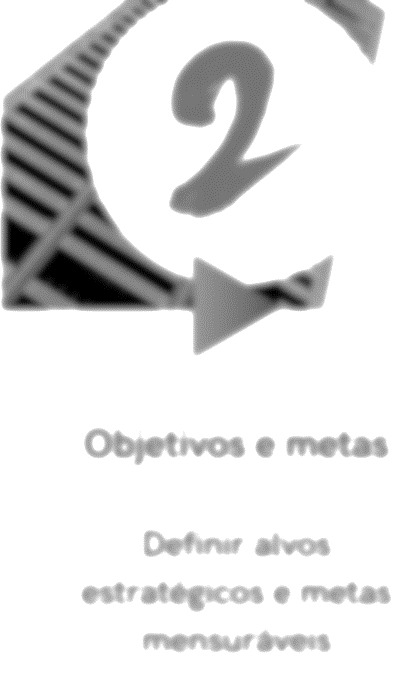 2
Objetivos e metas
Definir alvos
estratégicos e metas
mensuráveis